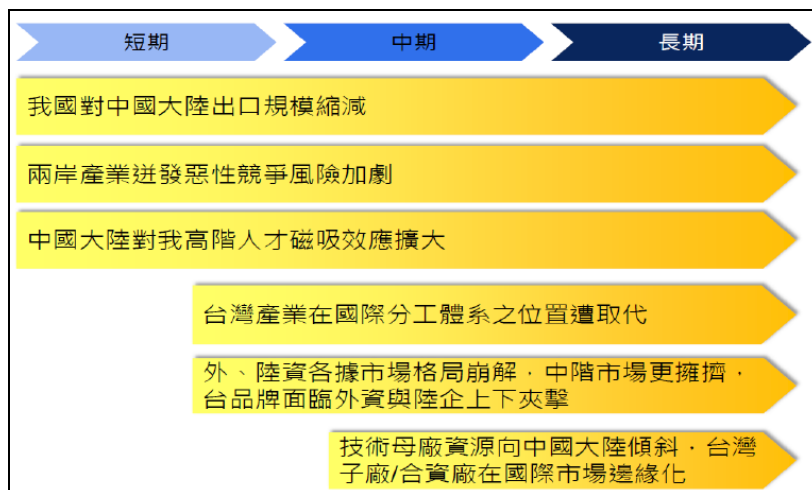 短期
中期
長期
我國對中國大陸出口規模縮減
兩岸產業迸發惡性競爭風險加劇
中國大陸對我高階人才磁吸效應擴大
台灣產業在國際分工體系之位置遭取代
外、陸資各據市場格局崩解，中階市場更擁擠，
台品牌面臨外資與陸企上下夾擊
技術母廠資源向中國大陸傾斜，台灣
子廠/合資廠在國際市場邊緣化